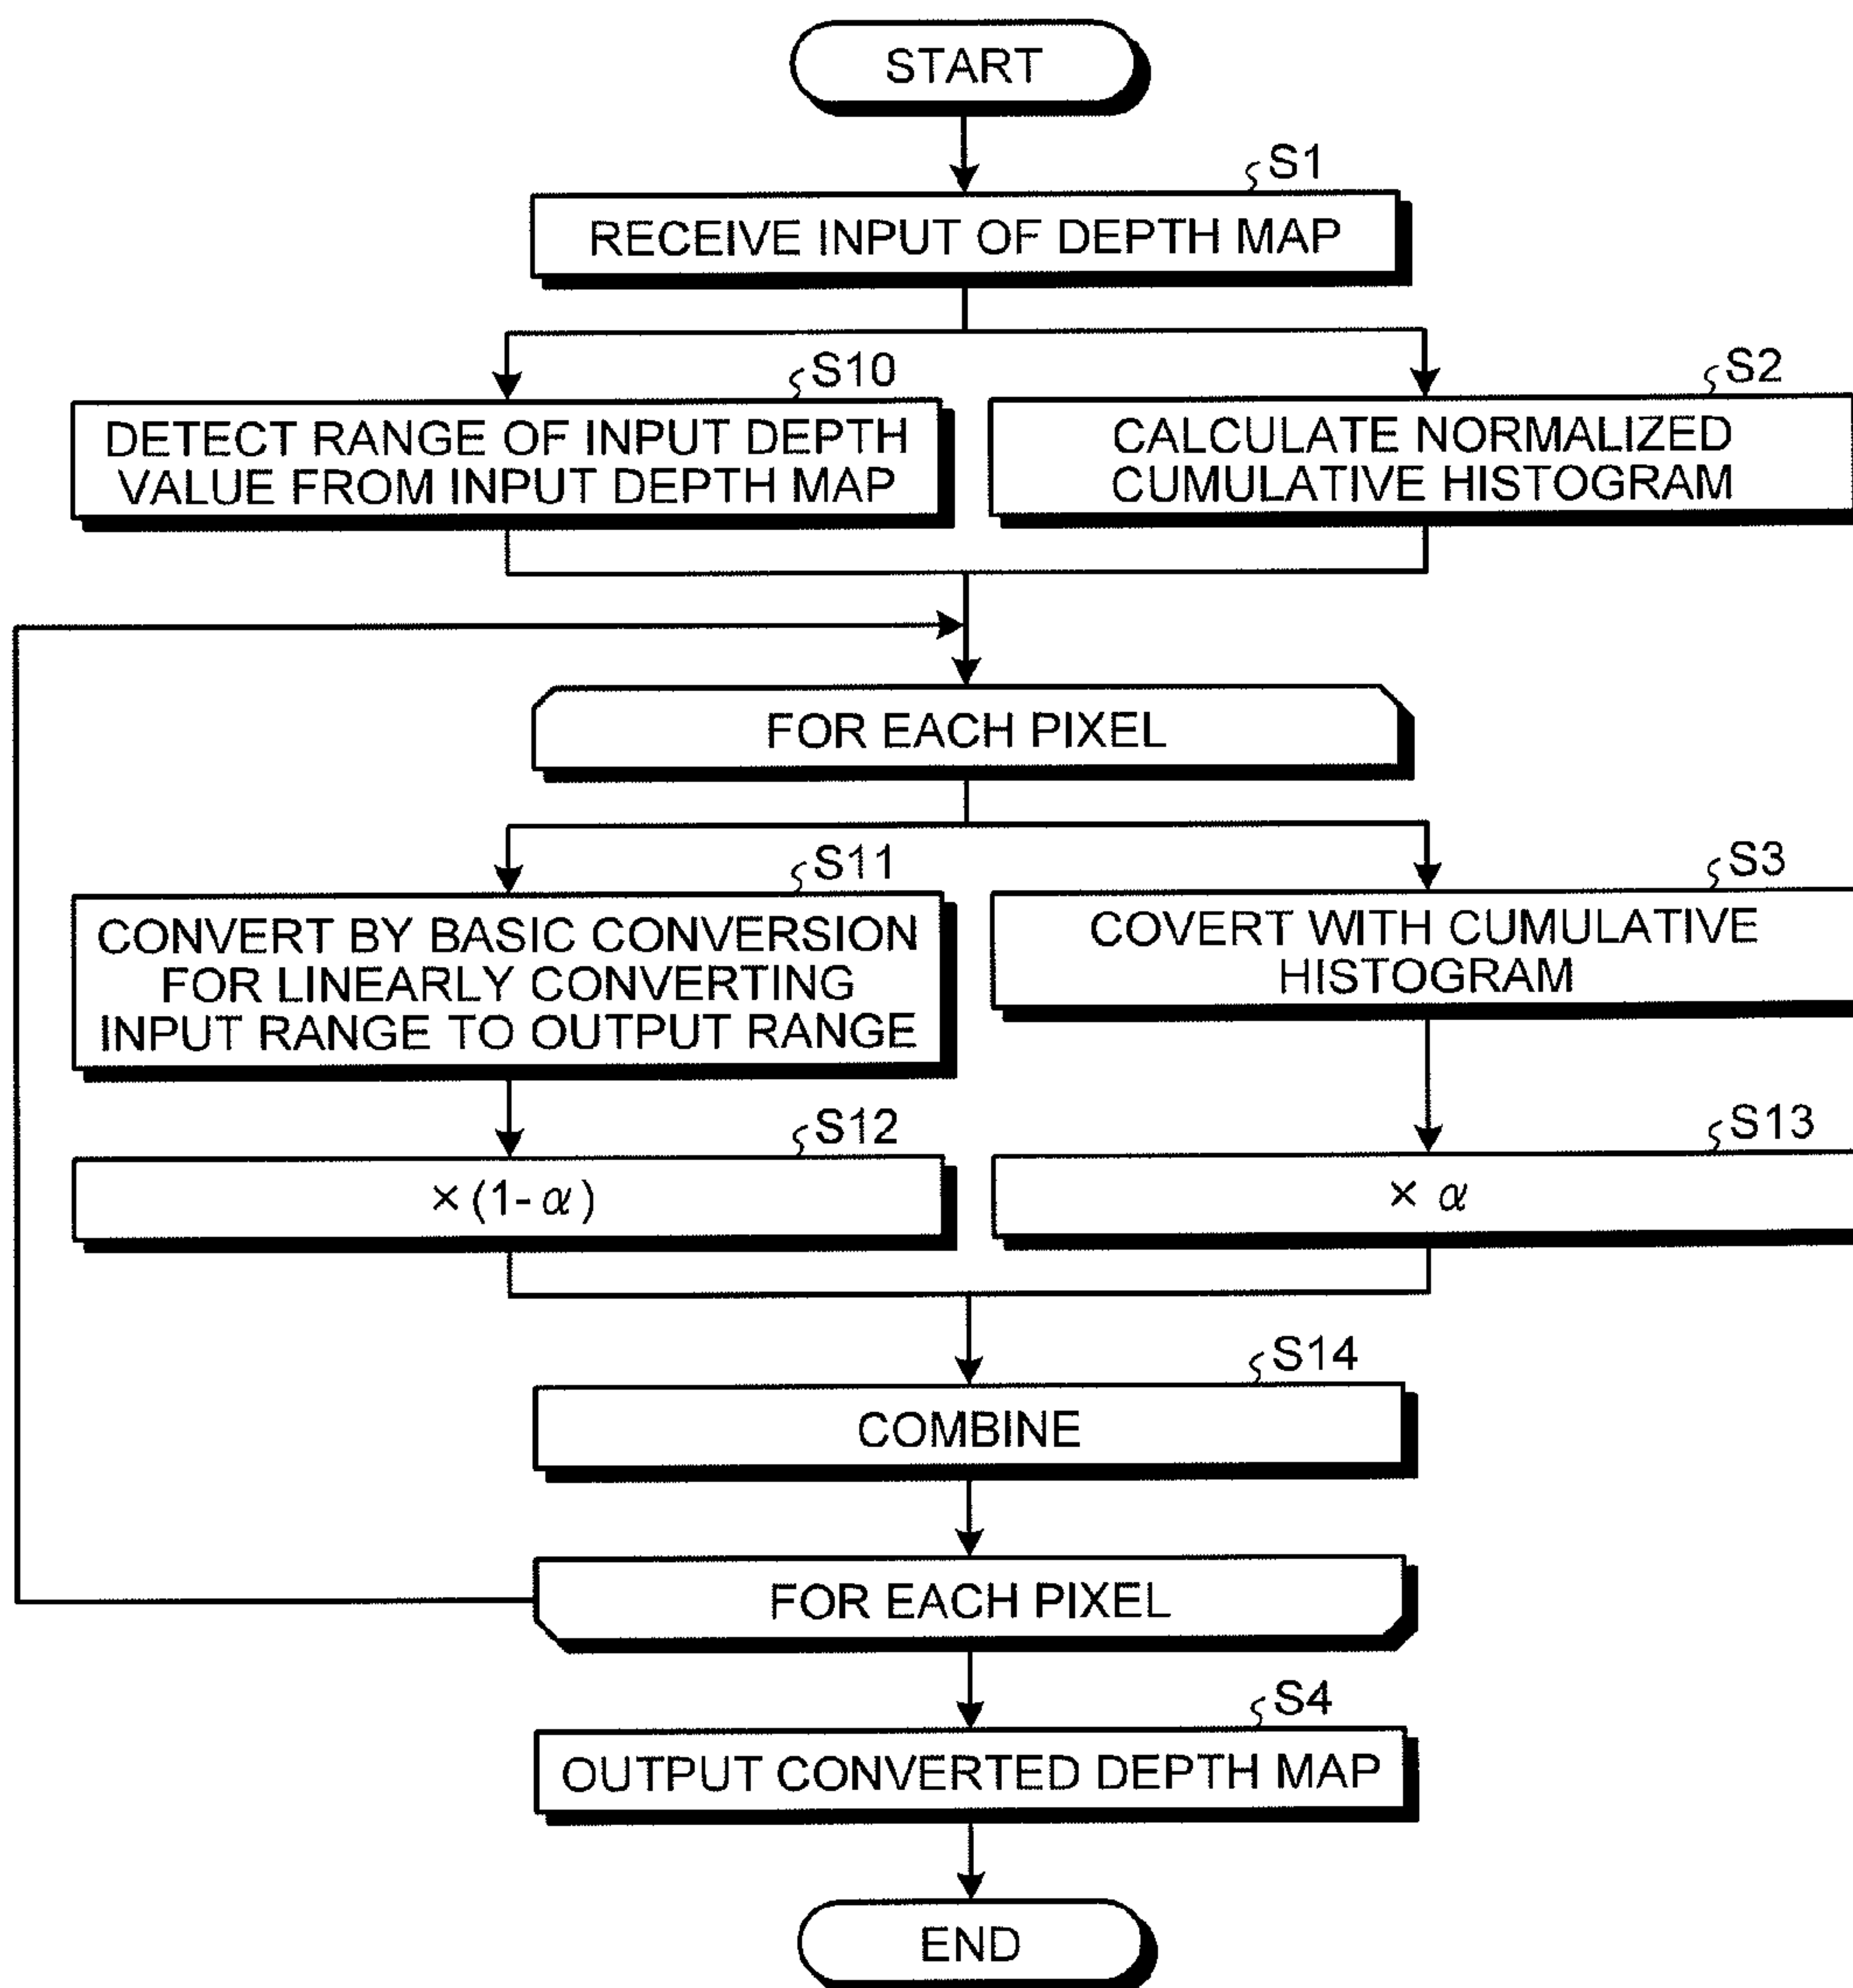 START
S1
RECEIVE INPUT OF DEPTH MAP
S10
DETECT RANGE OF INPUT DEPTH
VALUE FROM INPUT DEPTH MAP
S2
CALCULATE NORMALIZED
CUMULATIVE HISTOGRAM
FOR EACH PIXEL
S11
CONVERT BY BASIC CONVERSION
FOR LINEARLY CONVERTING
INPUT RANGE TO OUTPUT RANGE
S3
COVERT WITH CUMULATIVE
HISTOGRAM
S12
×(1-α)
S13
× α
S14
COMBINE
FOR EACH PIXEL
S4
OUTPUT CONVERTED DEPTH MAP
END